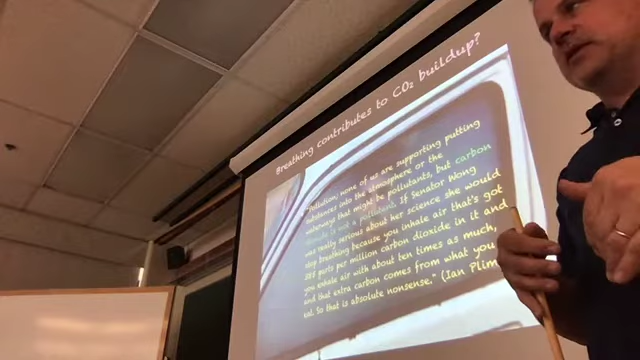 Breathing contributes to CO₂ buildup?
"Pollution, none of us are supporting putting
substances into the atmosphere or the
waterways that might be pollutants, but carbon
dioxide is not a pollutant. If Senator Wong
was really serious about her science she would
stop breathing because you inhale air that's got
385 parts per million carbon dioxide in it and
you exhale air with about ten times as much,
and that extra carbon comes from what you
eat. So that is absolute nonsense." (Ian Plim